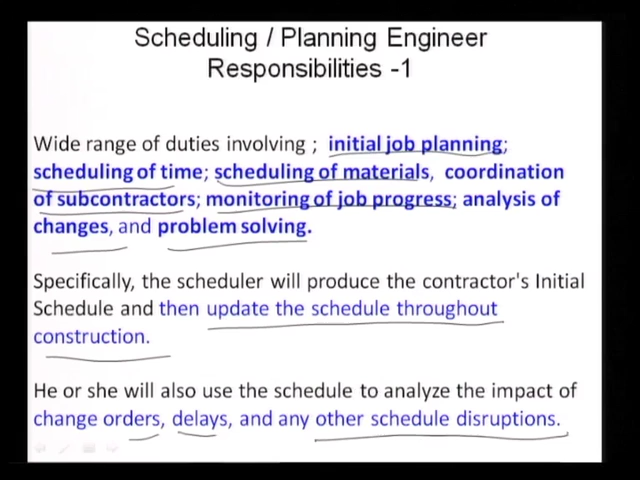 Scheduling / Planning Engineer
Responsibilities -1
Wide range of duties involving ; initial job planning;
scheduling of time; scheduling of materials, coordination
of subcontractors; monitoring of job progress; analysis of
changes, and problem solving.
Specifically, the scheduler will produce the contractor's Initial
Schedule and then update the schedule throughout
construction.
He or she will also use the schedule to analyze the impact of
change orders, delays, and any other schedule disruptions.